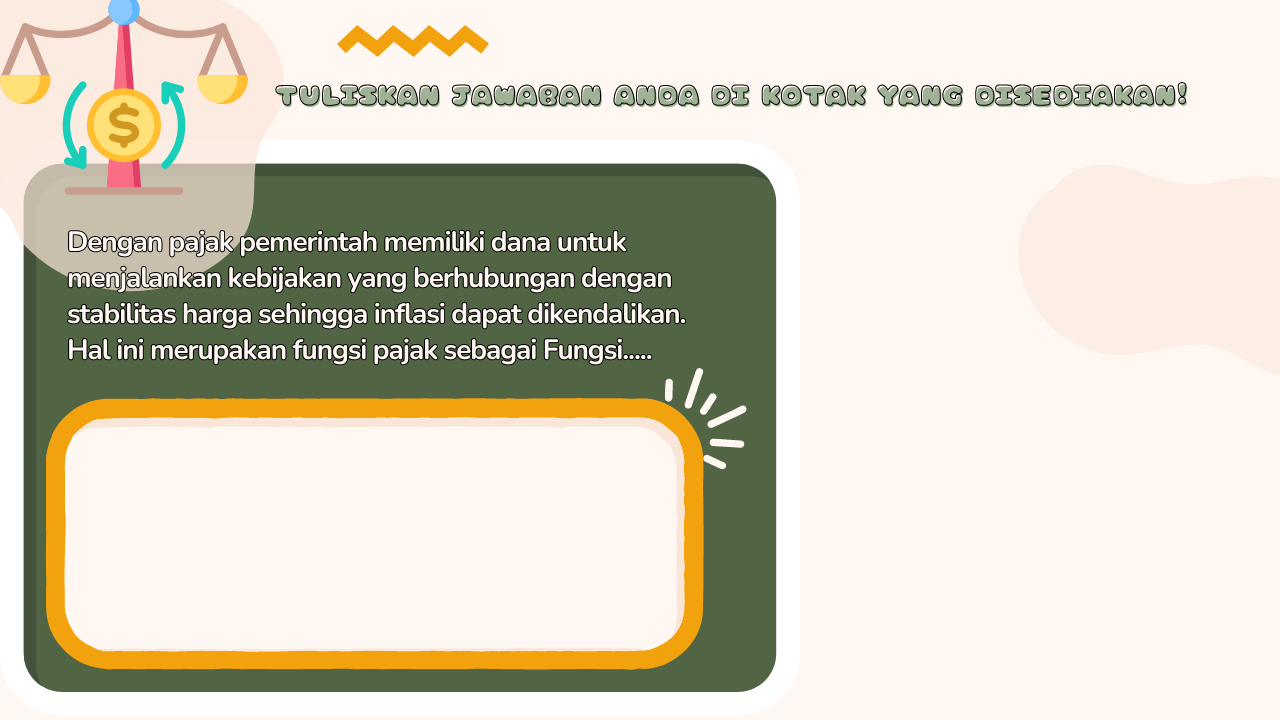 TULISKAN JAWABAN ANDA DI KOTAK YANG DISEDIAKAN!
$
Dengan pajak pemerintah memiliki dana untuk
menjalankan kebijakan yang berhubungan dengan
stabilitas harga sehingga inflasi dapat dikendalikan.
Hal ini merupakan fungsi pajak sebagai Fungsi.....